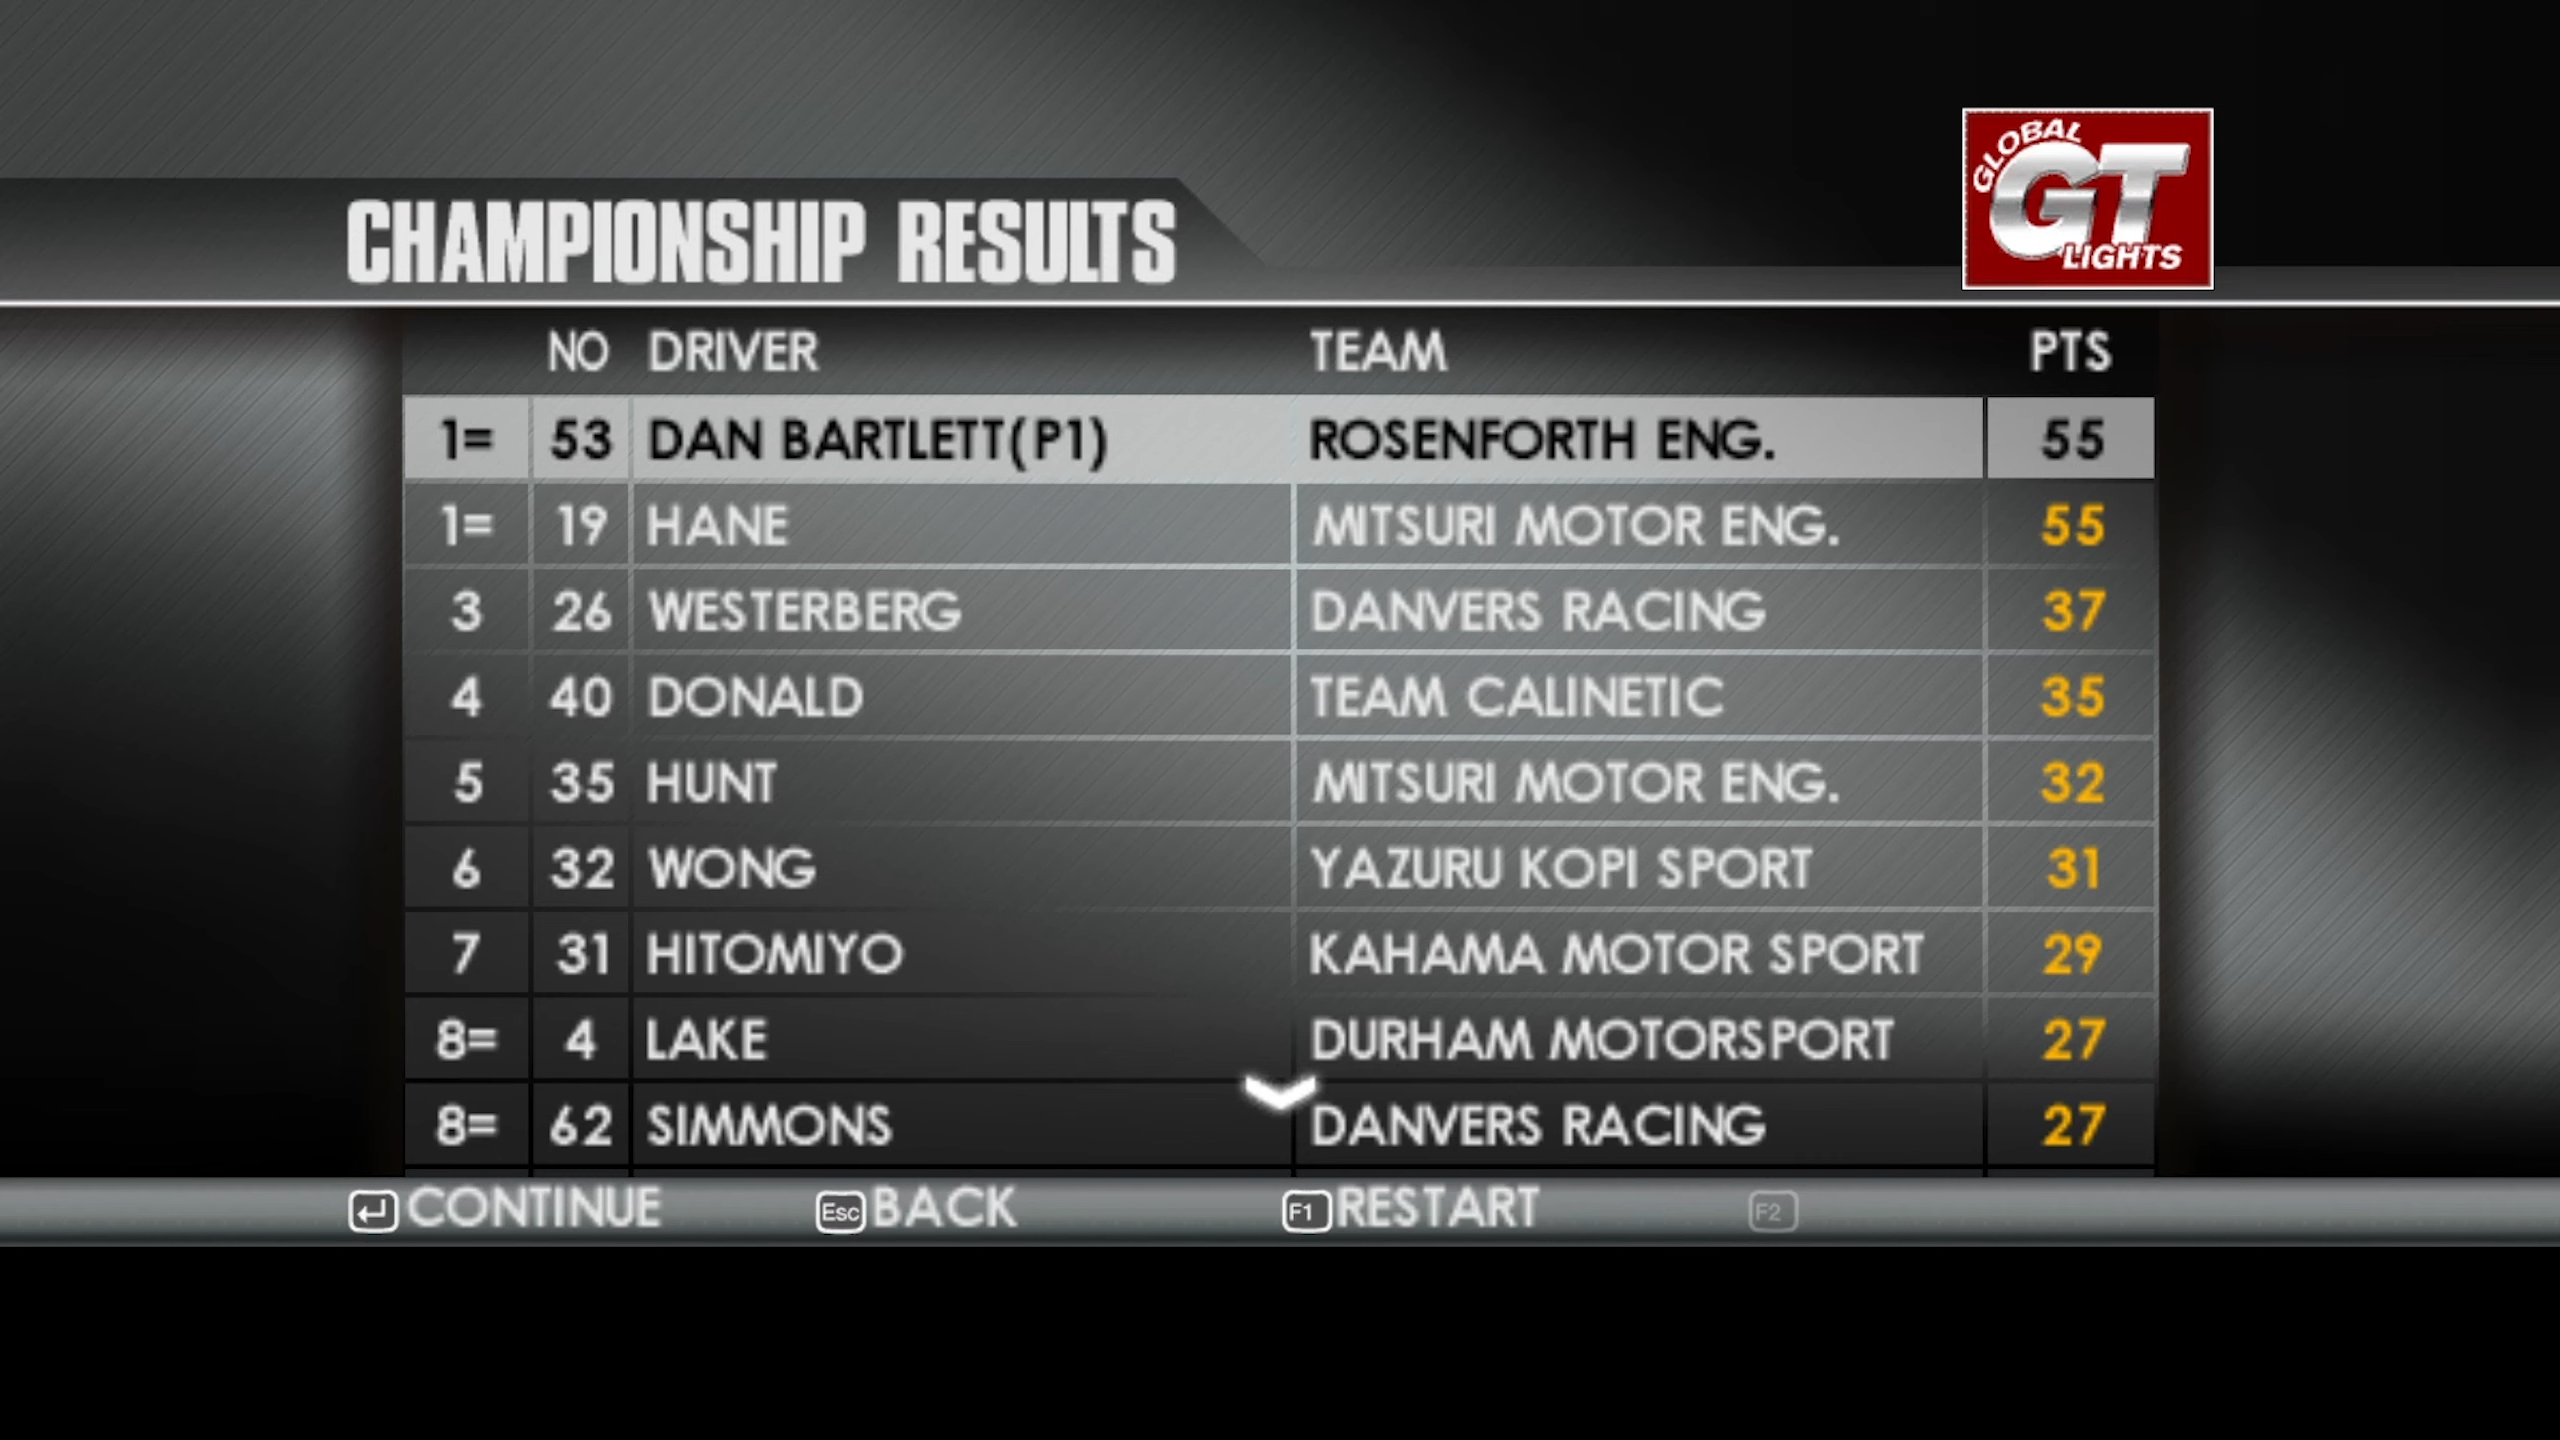 GLOBAL
GT
LIGHTS
CHAMPIONSHIP RESULTS
NO DRIVER TEAM PTS
1= 53 DAN BARTLETT(P1) ROSENFORTH ENG. 55
1= 19 HANE MITSURI MOTOR ENG. 55
3 26 WESTERBERG DANVERS RACING 37
4 40 DONALD TEAM CALINETIC 35
5 35 HUNT MITSURI MOTOR ENG. 32
6 32 WONG YAZURU KOPI SPORT 31
7 31 HITOMIYO KAHAMA MOTOR SPORT 29
8= 4 LAKE DURHAM MOTORSPORT 27
8= 62 SIMMONS DANVERS RACING 27
CONTINUE Esc BACK F1 RESTART F2